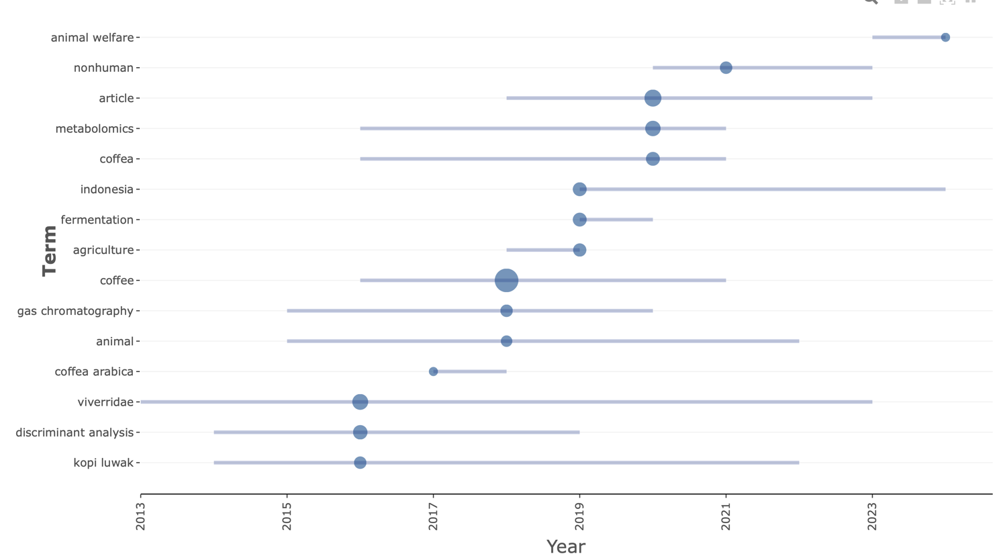 animal welfare
nonhuman
article
metabolomics
coffea
indonesia
fermentation
agriculture
coffee
gas chromatography
animal
coffea arabica
viverridae
discriminant analysis
kopi luwak
Term
2013
2015
2017
2019
2021
2023
Year